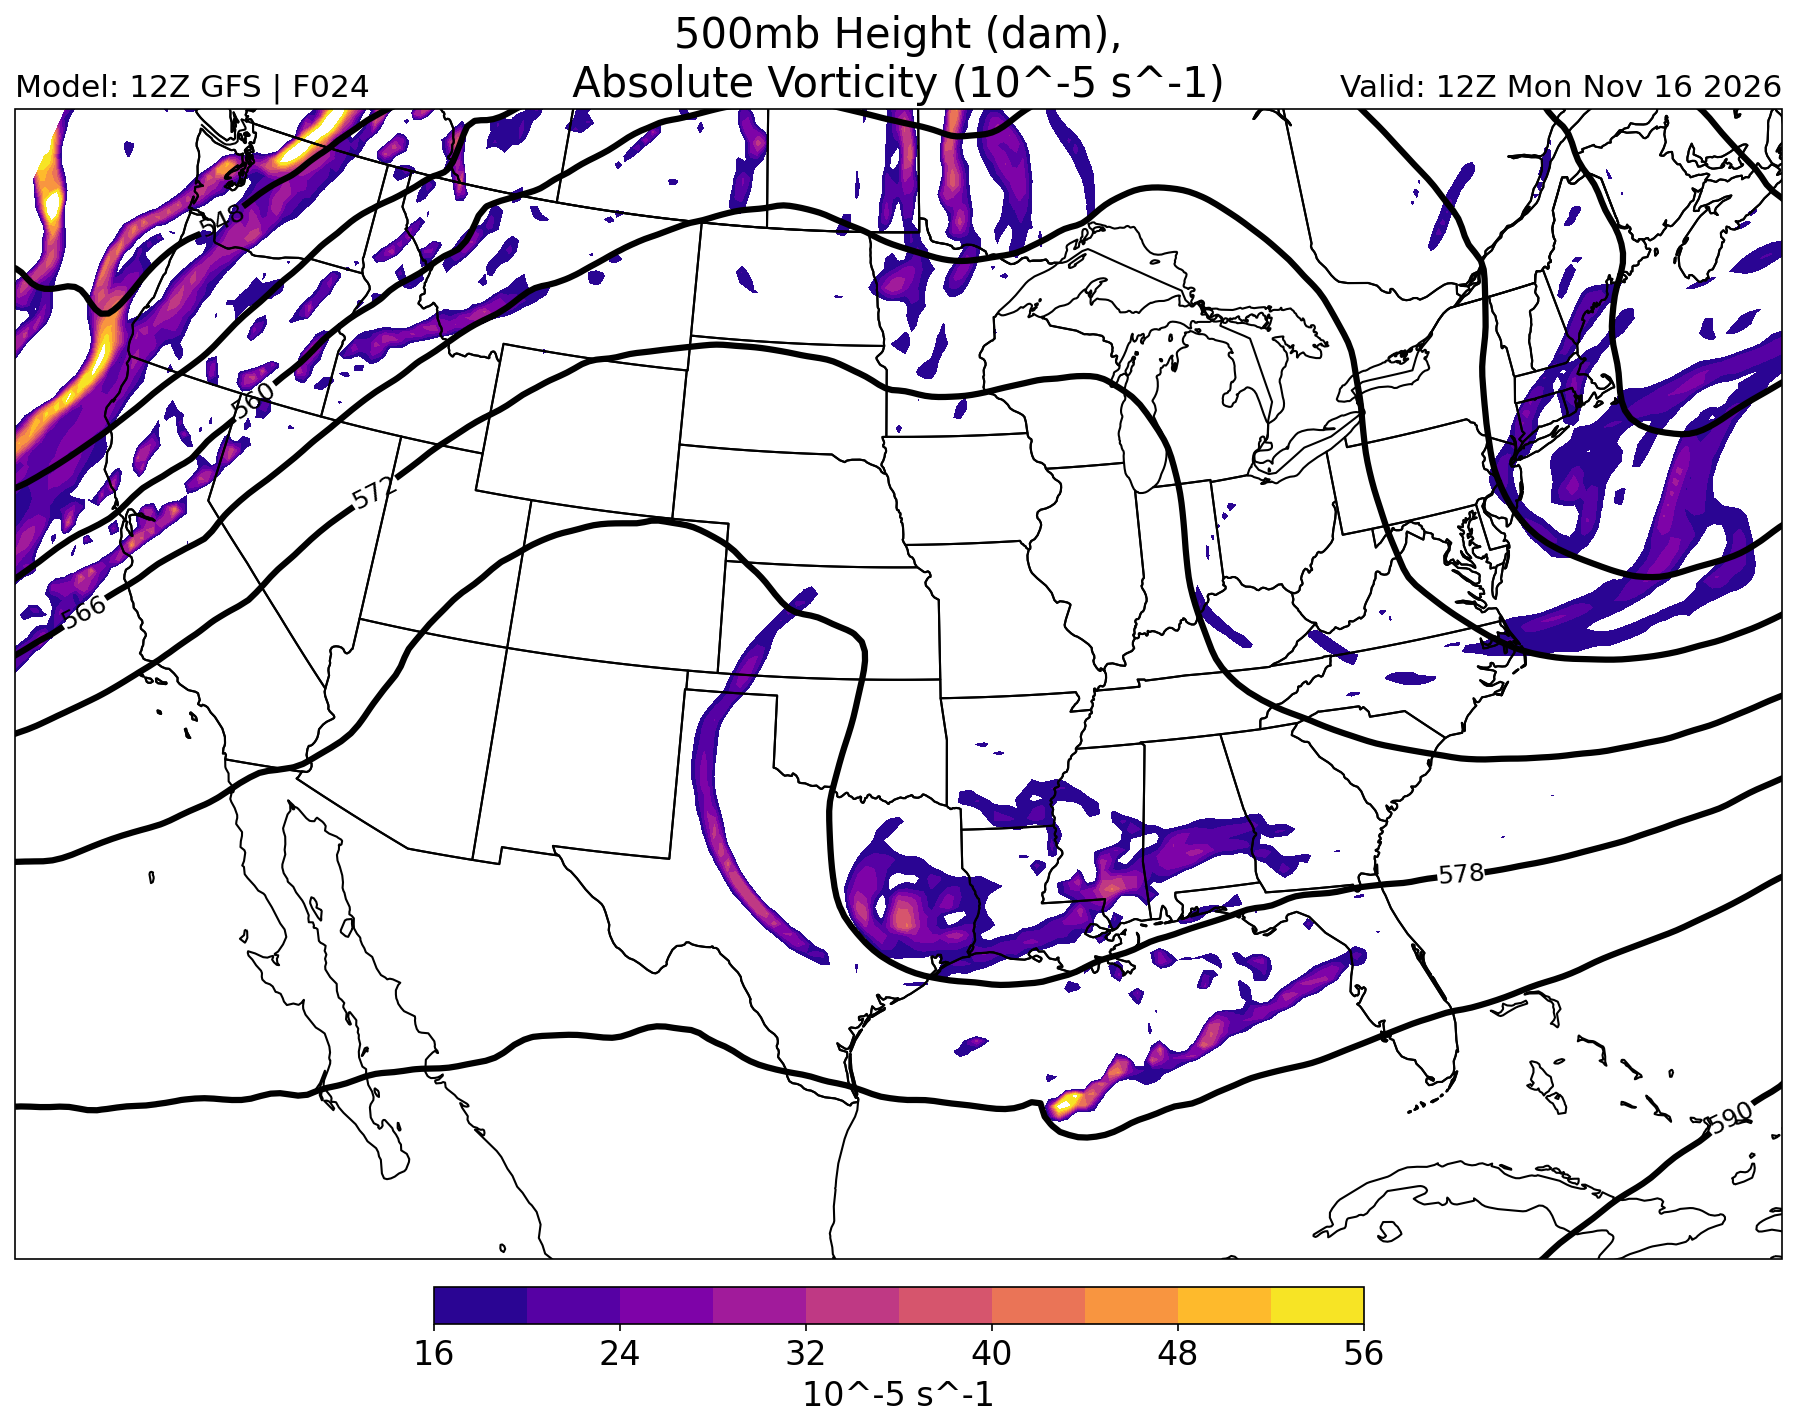 500mb Height (dam),
Model: 12Z GFS | F024
Absolute Vorticity (10^-5 s^-1)
Valid: 12Z Mon Nov 16 2026
548
560
572
566
578
590
16 24 32 40 48 56
10^-5 s^-1